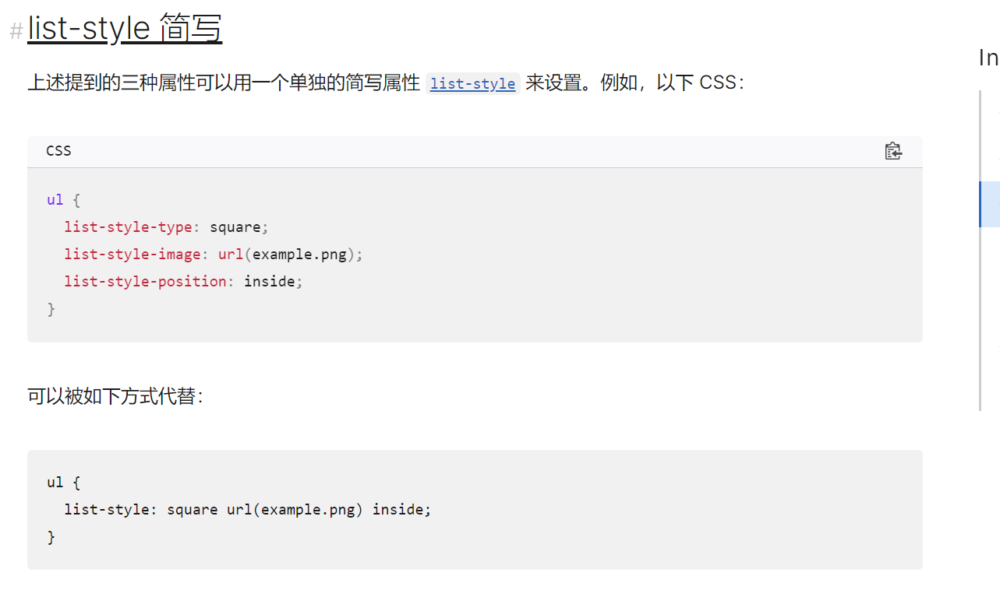 #list-style 简写
In
上述提到的三种属性可以用一个单独的简写属性 list-style 来设置。例如，以下 CSS：
CSS
ul {
  list-style-type: square;
  list-style-image: url(example.png);
  list-style-position: inside;
}
可以被如下方式代替：
ul {
  list-style: square url(example.png) inside;
}